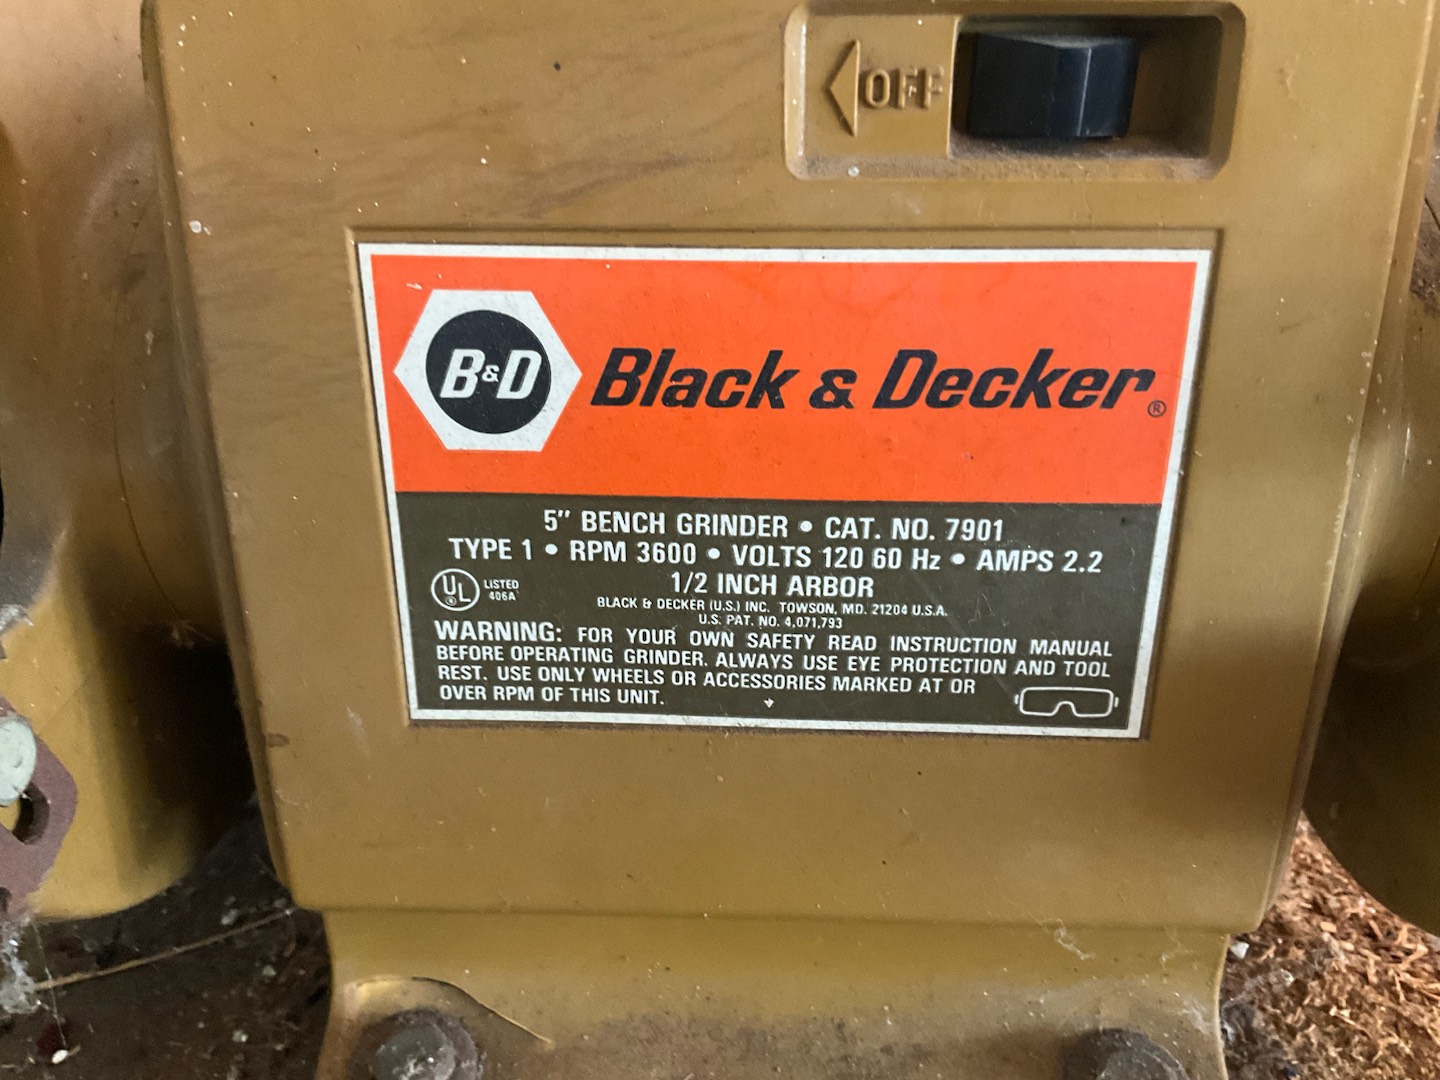 OFF
B&D
Black & Decker®
5" BENCH GRINDER • CAT. NO. 7901
TYPE 1 • RPM 3600 • VOLTS 120 60 Hz • AMPS 2.2
1/2 INCH ARBOR
UL® LISTED
406A
BLACK & DECKER (U.S.) INC. TOWSON, MD. 21204 U.S.A.
U.S. PAT. NO. 4,071,793
WARNING: FOR YOUR OWN SAFETY READ INSTRUCTION MANUAL
BEFORE OPERATING GRINDER. ALWAYS USE EYE PROTECTION AND TOOL
REST. USE ONLY WHEELS OR ACCESSORIES MARKED AT OR
OVER RPM OF THIS UNIT.